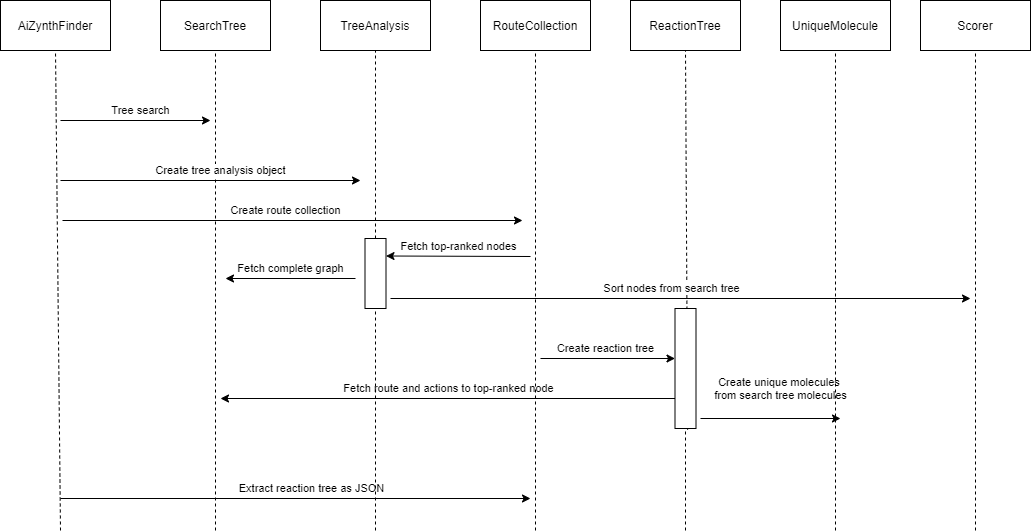 AiZynthFinder
SearchTree
TreeAnalysis
RouteCollection
ReactionTree
UniqueMolecule
Scorer
Tree search
Create tree analysis object
Create route collection
Fetch top-ranked nodes
Fetch complete graph
Sort nodes from search tree
Create reaction tree
Fetch route and actions to top-ranked node
Create unique molecules
from search tree molecules
Extract reaction tree as JSON